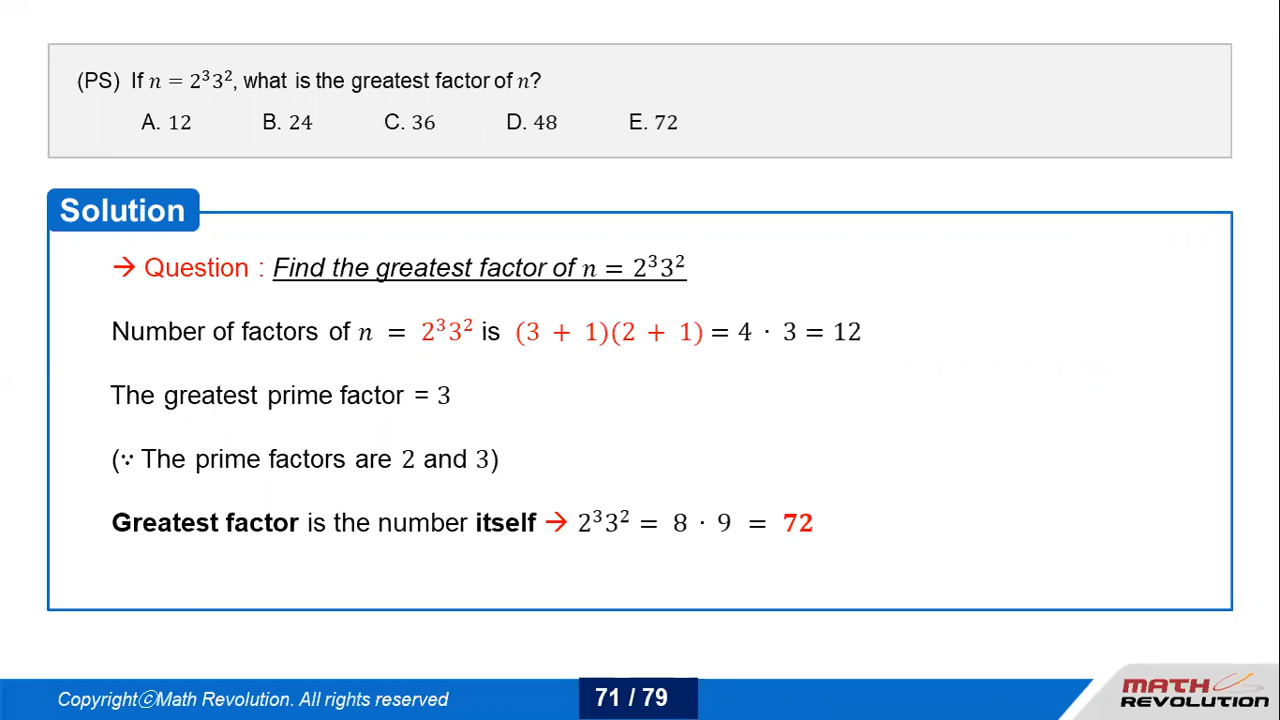 (PS) If n = 2³3², what is the greatest factor of n?
A. 12 B. 24 C. 36 D. 48 E. 72
Solution
→ Question : Find the greatest factor of n = 2³3²
Number of factors of n = 2³3² is (3 + 1)(2 + 1) = 4 · 3 = 12
The greatest prime factor = 3
(∵ The prime factors are 2 and 3)
Greatest factor is the number itself → 2³3² = 8 · 9 = 72
CopyrightⓒMath Revolution. All rights reserved
71 / 79
MATH
REVOLUTION